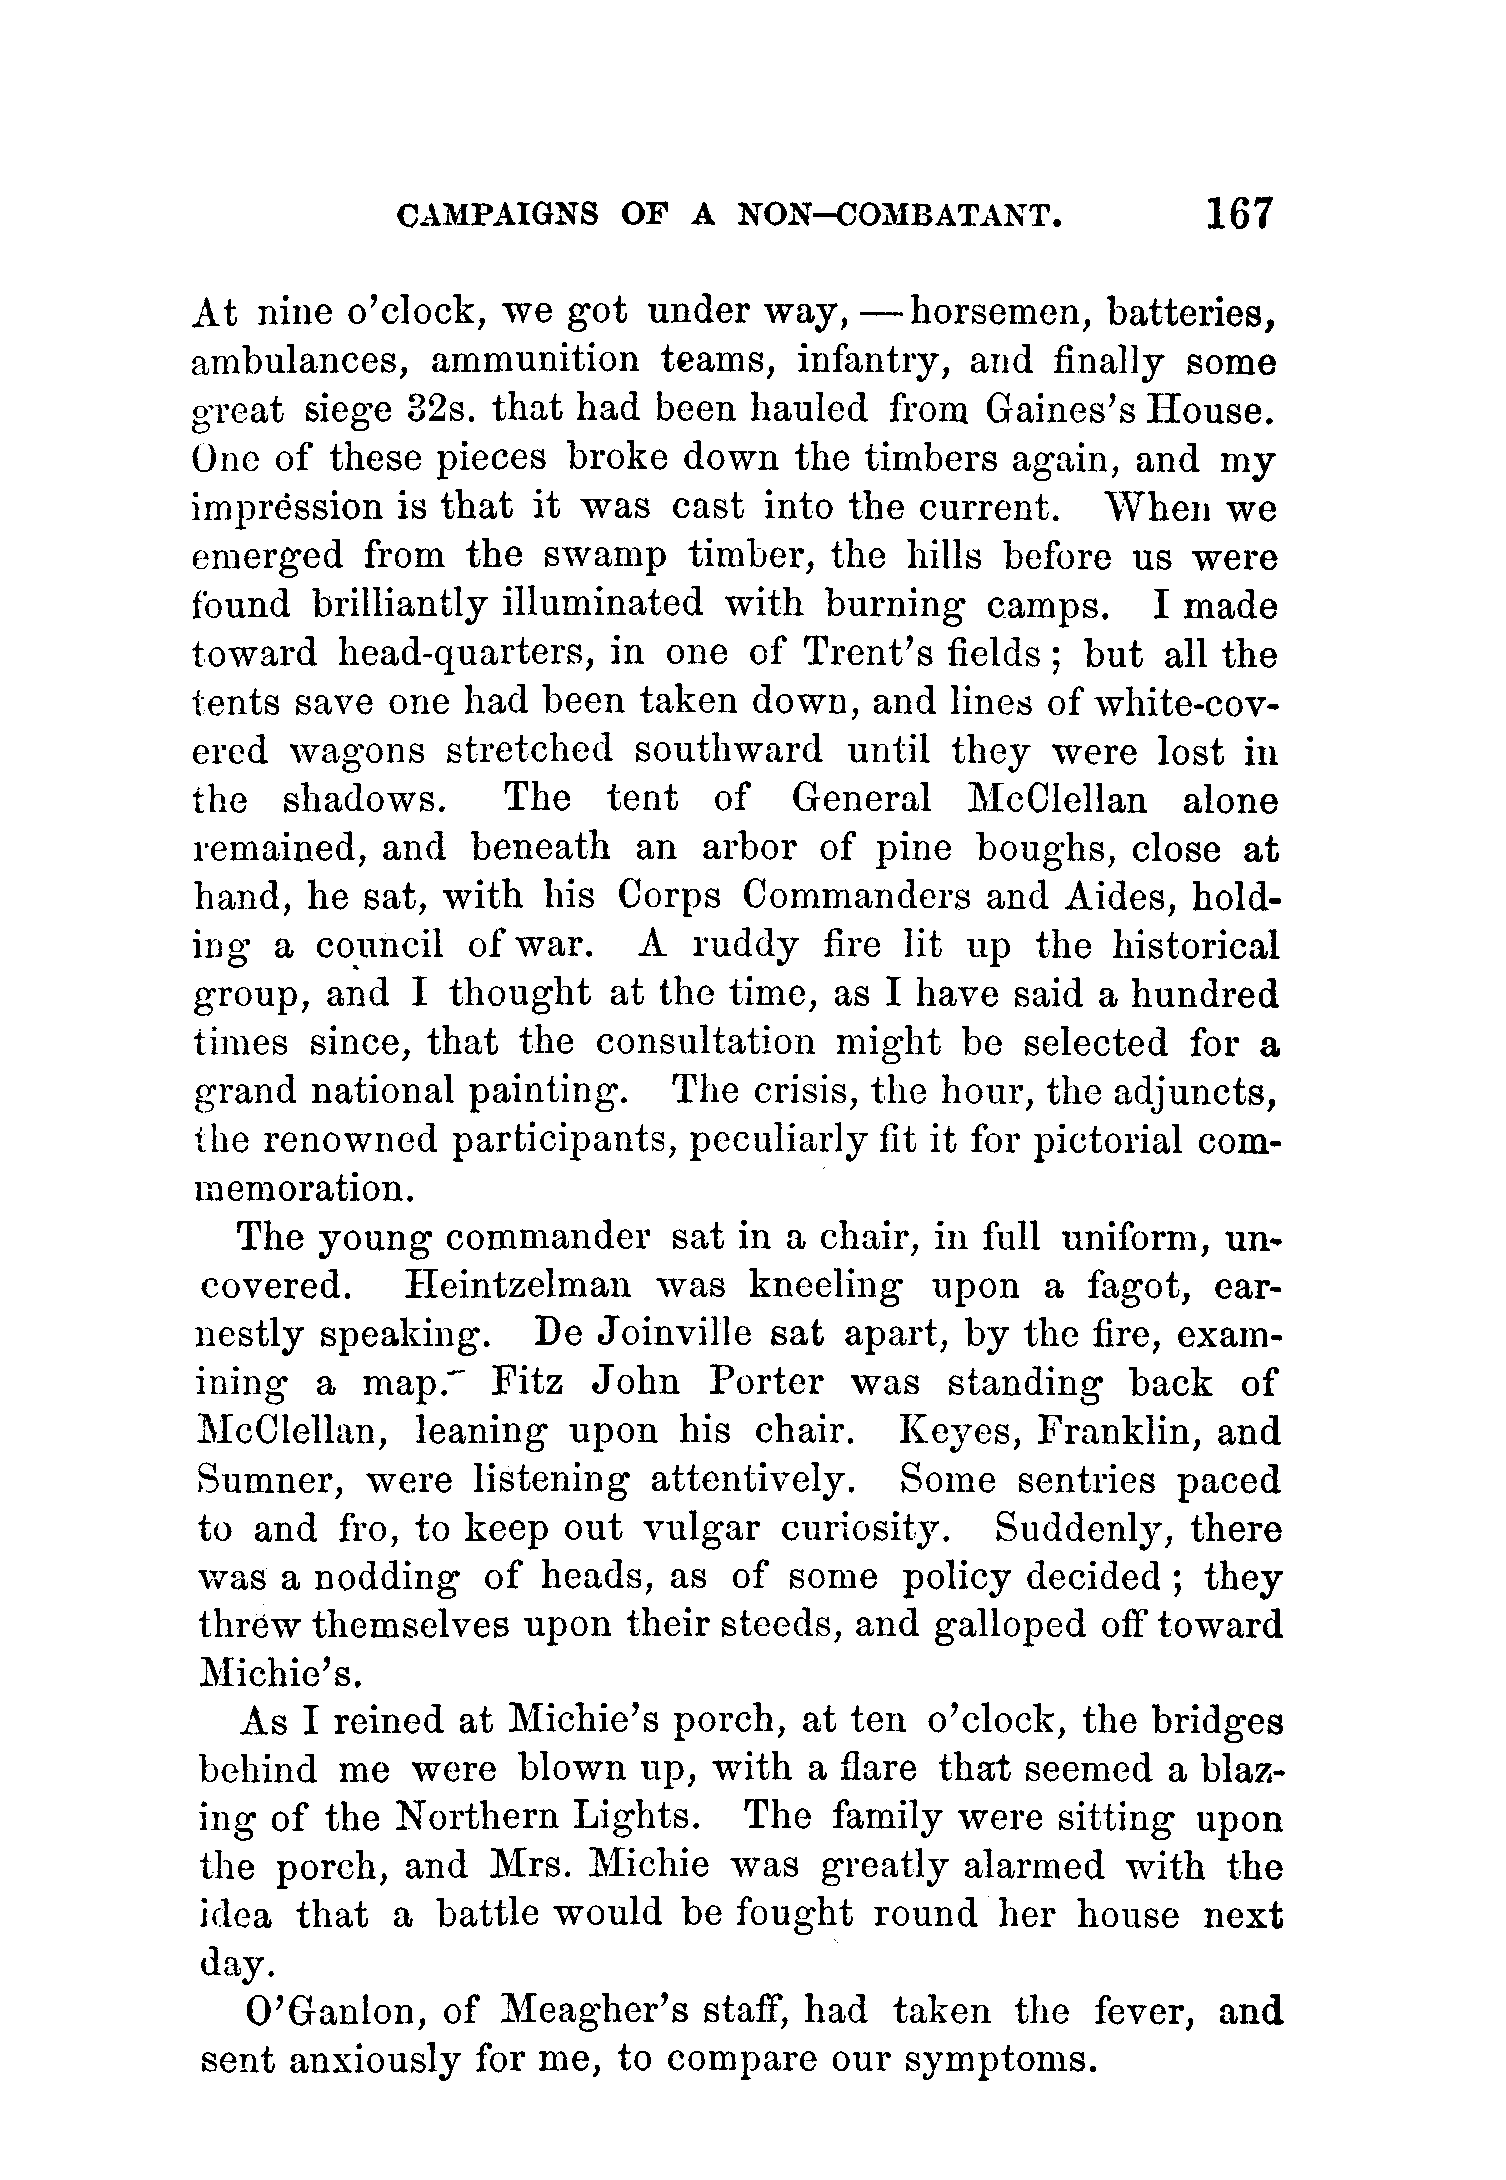 CAMPAIGNS OF A NON-COMBATANT. 167
At nine o'clock, we got under way, — horsemen, batteries,
ambulances, ammunition teams, infantry, and finally some
great siege 32s. that had been hauled from Gaines's House.
One of these pieces broke down the timbers again, and my
impression is that it was cast into the current. When we
emerged from the swamp timber, the hills before us were
found brilliantly illuminated with burning camps. I made
toward head-quarters, in one of Trent's fields ; but all the
tents save one had been taken down, and lines of white-cov-
ered wagons stretched southward until they were lost in
the shadows. The tent of General McClellan alone
remained, and beneath an arbor of pine boughs, close at
hand, he sat, with his Corps Commanders and Aides, hold-
ing a council of war. A ruddy fire lit up the historical
group, and I thought at the time, as I have said a hundred
times since, that the consultation might be selected for a
grand national painting. The crisis, the hour, the adjuncts,
the renowned participants, peculiarly fit it for pictorial com-
memoration.
The young commander sat in a chair, in full uniform, un-
covered. Heintzelman was kneeling upon a fagot, ear-
nestly speaking. De Joinville sat apart, by the fire, exam-
ining a map. Fitz John Porter was standing back of
McClellan, leaning upon his chair. Keyes, Franklin, and
Sumner, were listening attentively. Some sentries paced
to and fro, to keep out vulgar curiosity. Suddenly, there
was a nodding of heads, as of some policy decided ; they
threw themselves upon their steeds, and galloped off toward
Michie's.
As I reined at Michie's porch, at ten o'clock, the bridges
behind me were blown up, with a flare that seemed a blaz-
ing of the Northern Lights. The family were sitting upon
the porch, and Mrs. Michie was greatly alarmed with the
idea that a battle would be fought round her house next
day.
O'Ganlon, of Meagher's staff, had taken the fever, and
sent anxiously for me, to compare our symptoms.